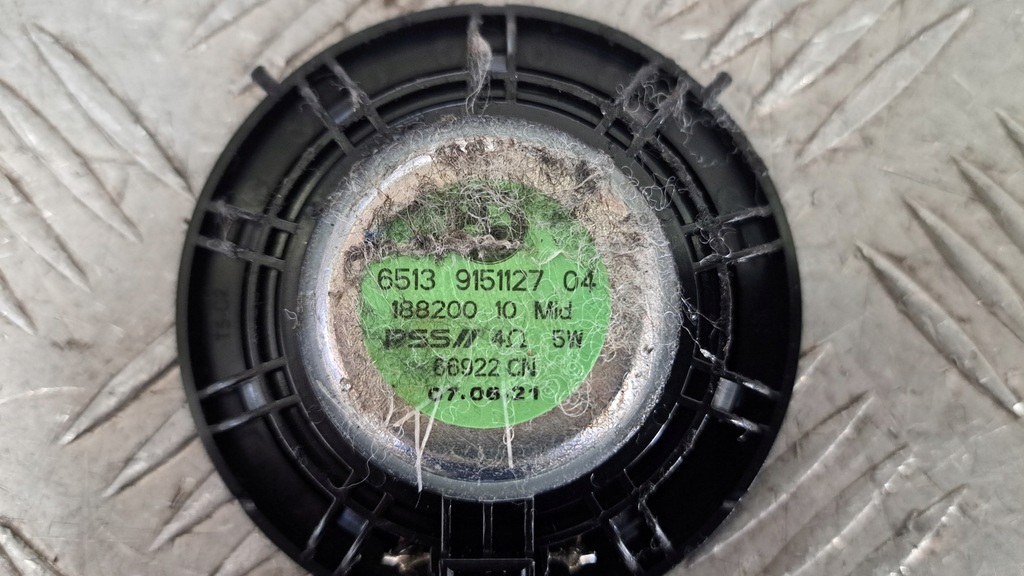 6513 9151127 04
188200 10 Mid
PSS 4Ω 5W
66922 CN
07.06.21